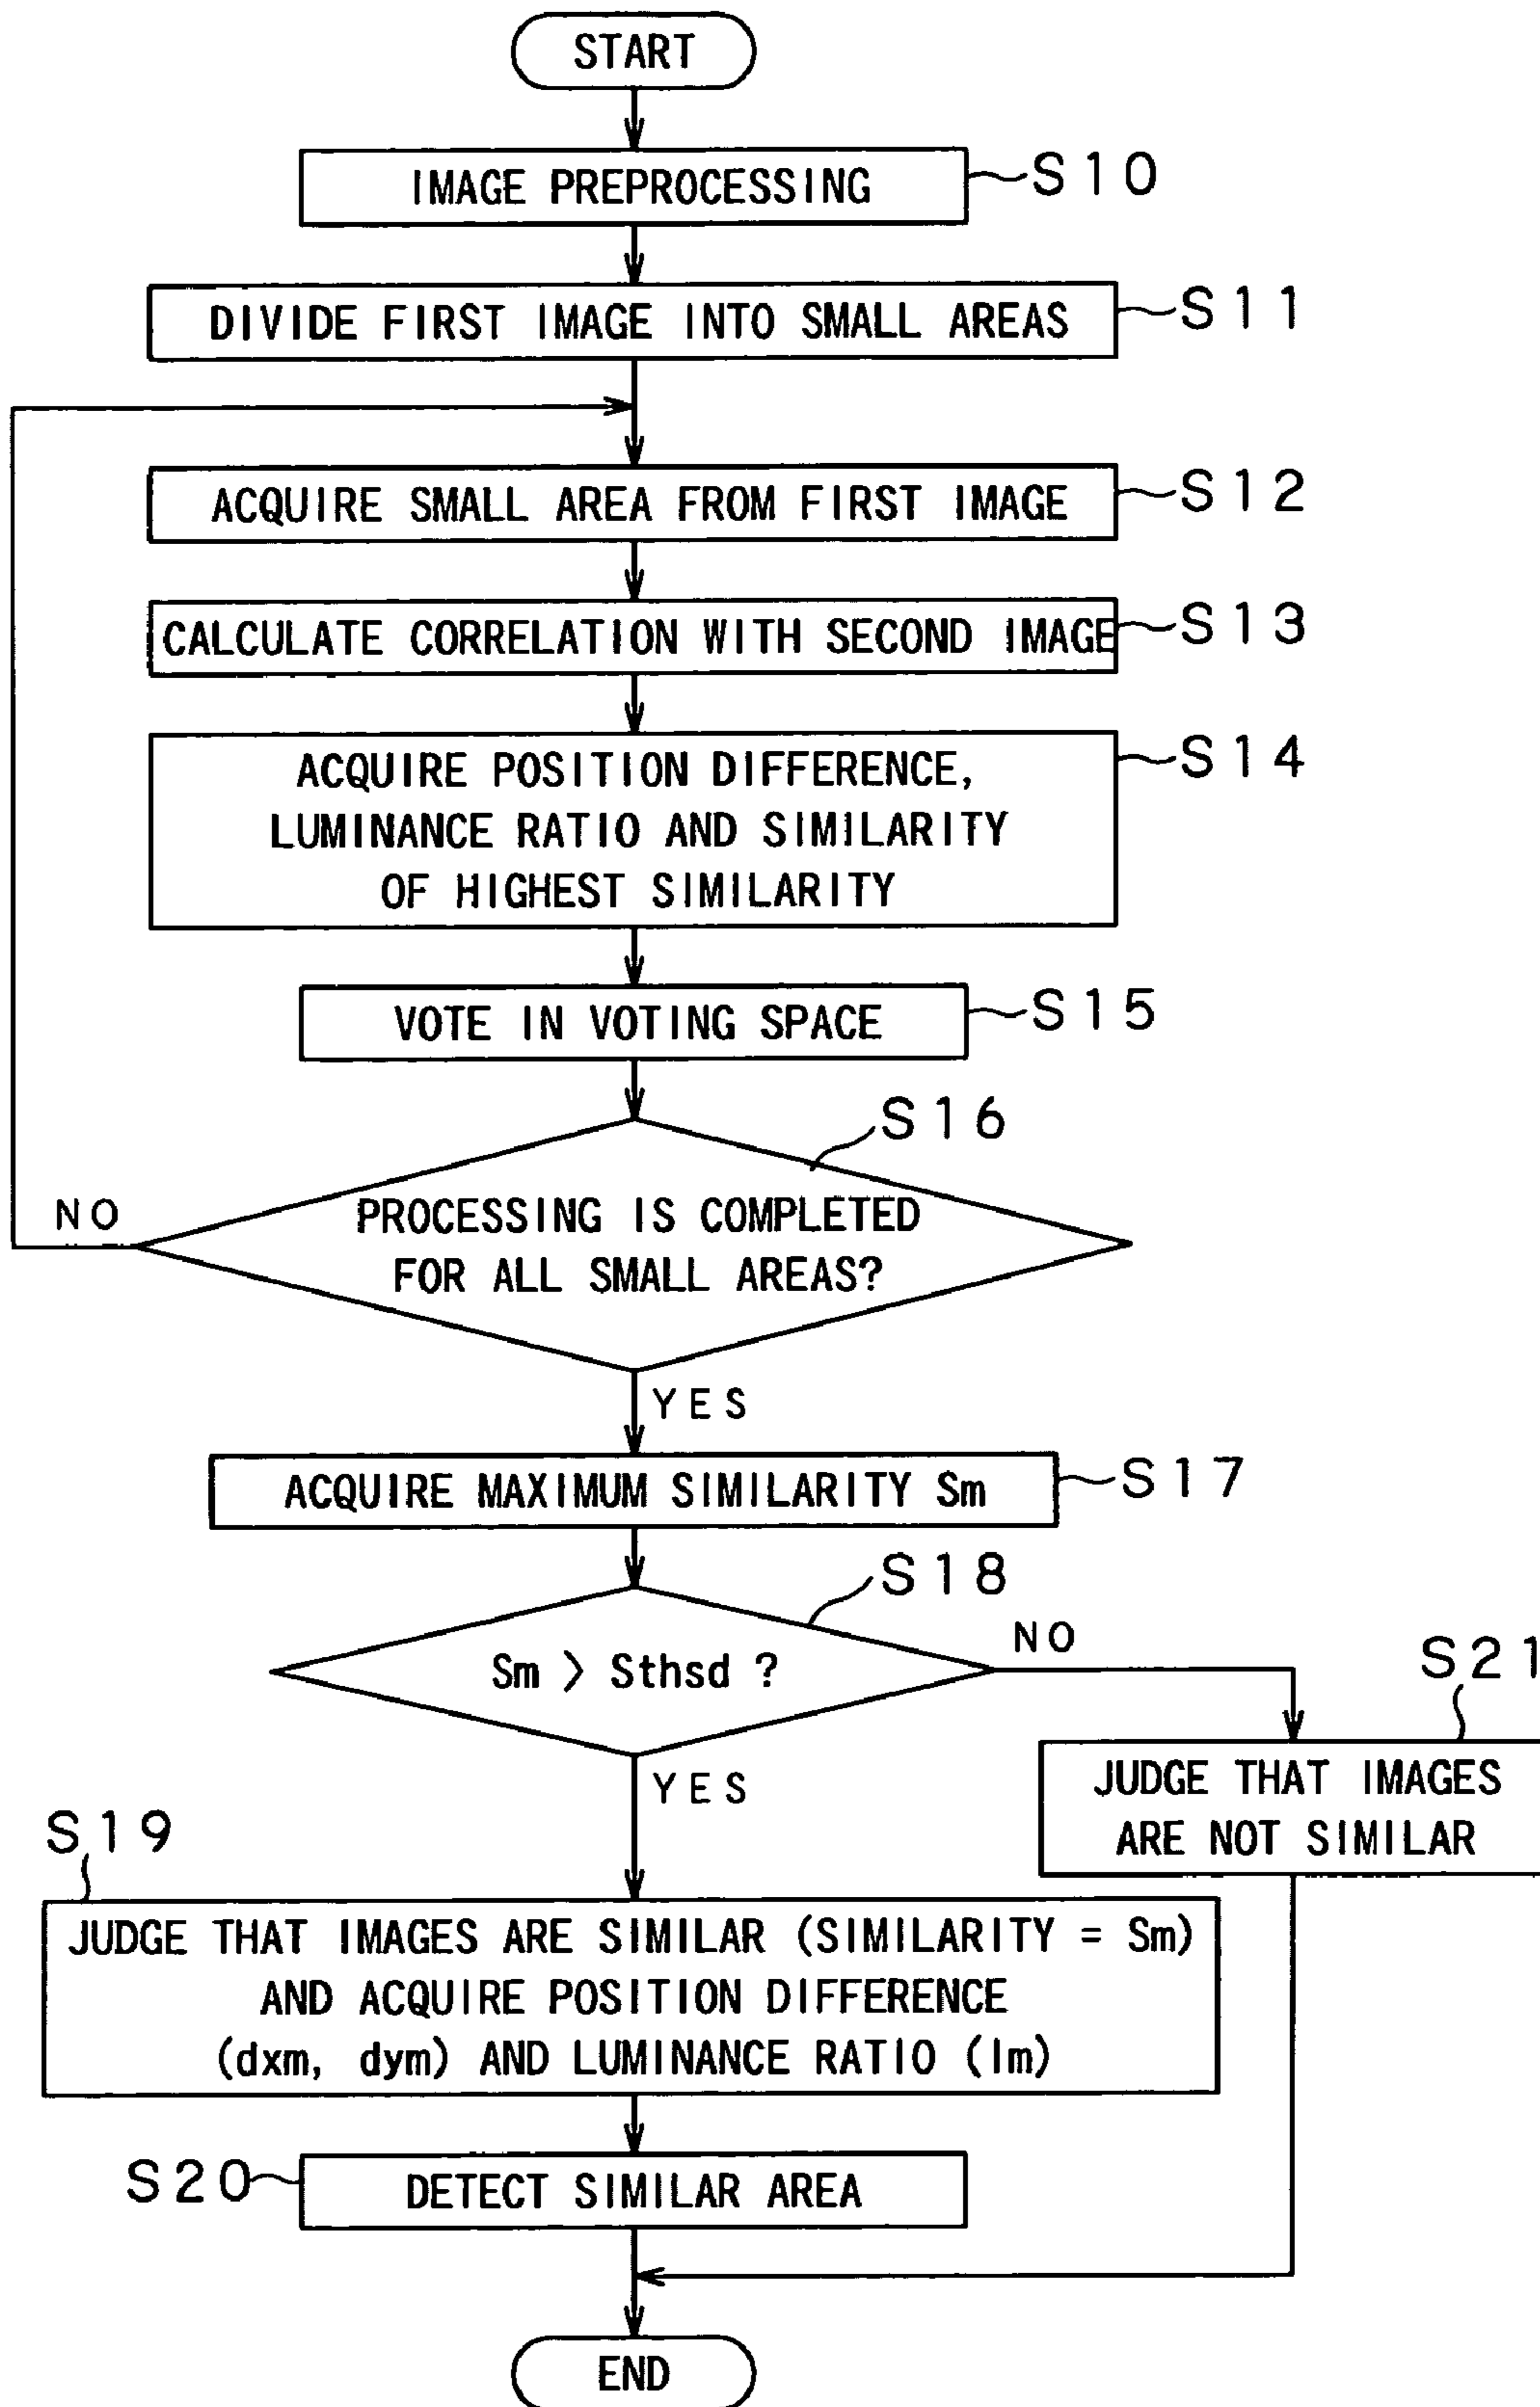 START
IMAGE PREPROCESSING
S10
DIVIDE FIRST IMAGE INTO SMALL AREAS
S11
ACQUIRE SMALL AREA FROM FIRST IMAGE
S12
CALCULATE CORRELATION WITH SECOND IMAGE
S13
ACQUIRE POSITION DIFFERENCE,
LUMINANCE RATIO AND SIMILARITY
OF HIGHEST SIMILARITY
S14
VOTE IN VOTING SPACE
S15
S16
PROCESSING IS COMPLETED
FOR ALL SMALL AREAS?
NO
YES
ACQUIRE MAXIMUM SIMILARITY Sm
S17
S18
Sm > Sthsd ?
NO
YES
S21
JUDGE THAT IMAGES
ARE NOT SIMILAR
S19
JUDGE THAT IMAGES ARE SIMILAR (SIMILARITY = Sm)
AND ACQUIRE POSITION DIFFERENCE
(dxm, dym) AND LUMINANCE RATIO (lm)
S20
DETECT SIMILAR AREA
END